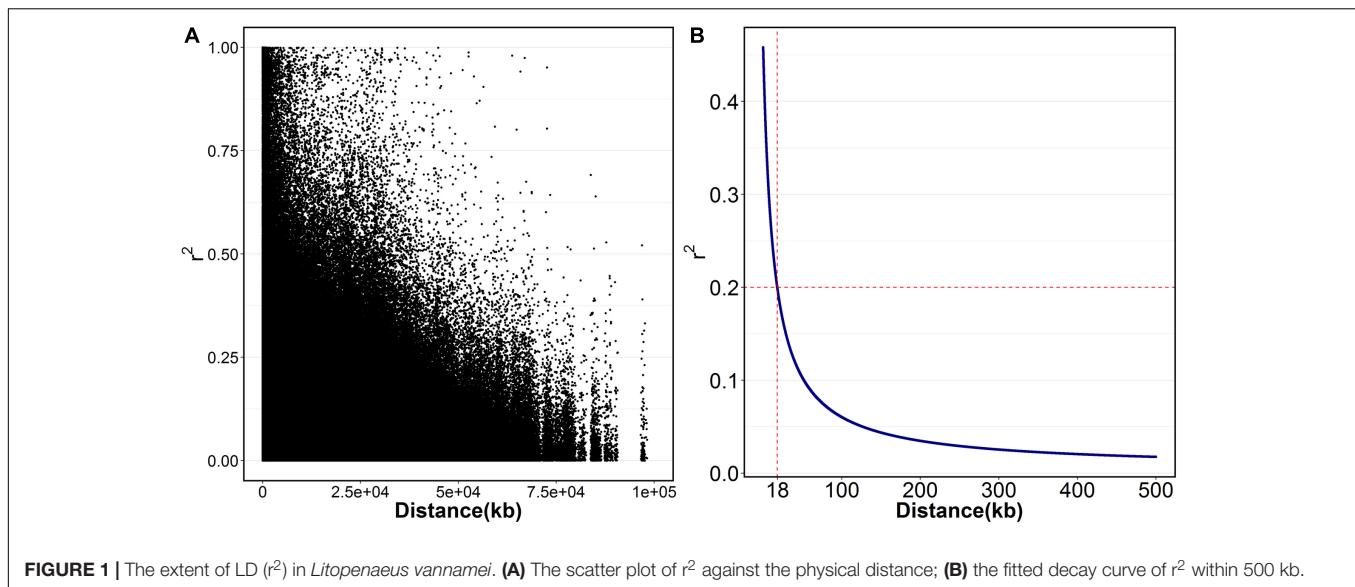 A
r²
1.00
0.75
0.50
0.25
0.00
0
2.5e+04
5e+04
7.5e+04
1e+05
Distance(kb)
B
r²
0.4
0.3
0.2
0.1
0.0
18
100
200
300
400
500
Distance(kb)
FIGURE 1 | The extent of LD (r²) in Litopenaeus vannamei. (A) The scatter plot of r² against the physical distance; (B) the fitted decay curve of r² within 500 kb.